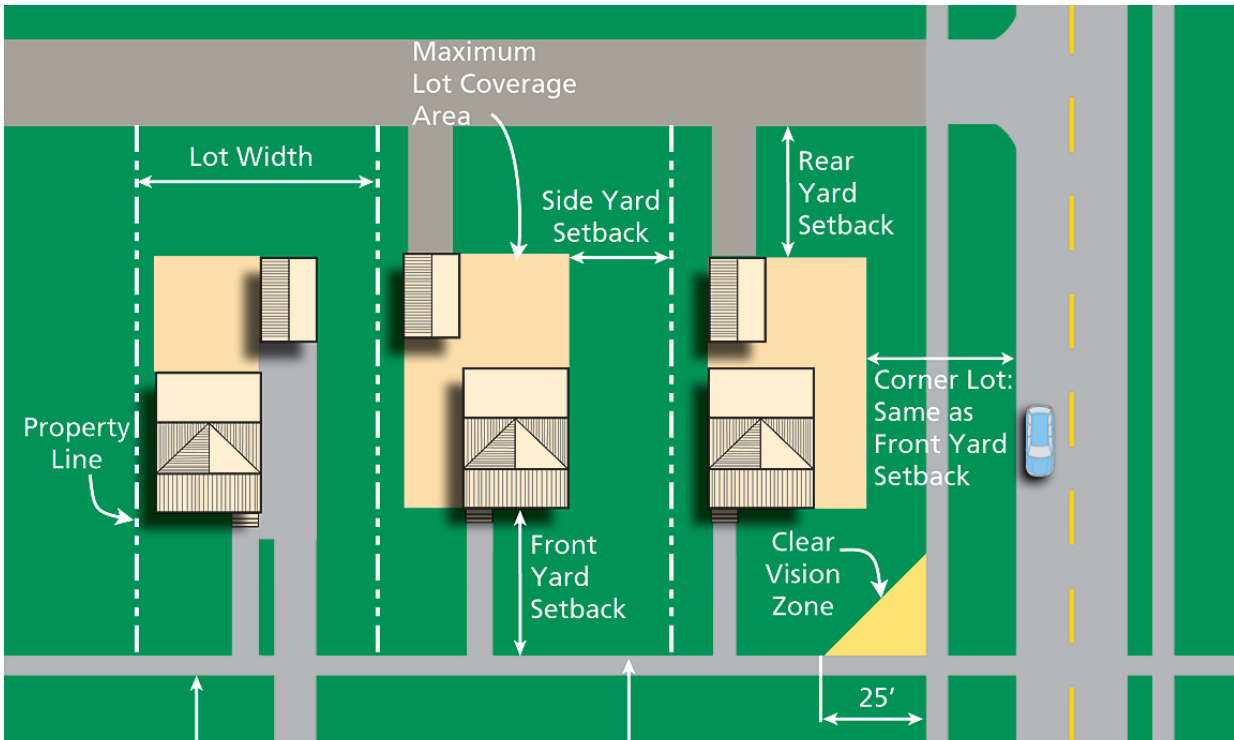 Maximum
Lot Coverage
Area
Lot Width
Side Yard
Setback
Rear
Yard
Setback
Property
Line
Corner Lot:
Same as
Front Yard
Setback
Front
Yard
Setback
Clear
Vision
Zone
25’